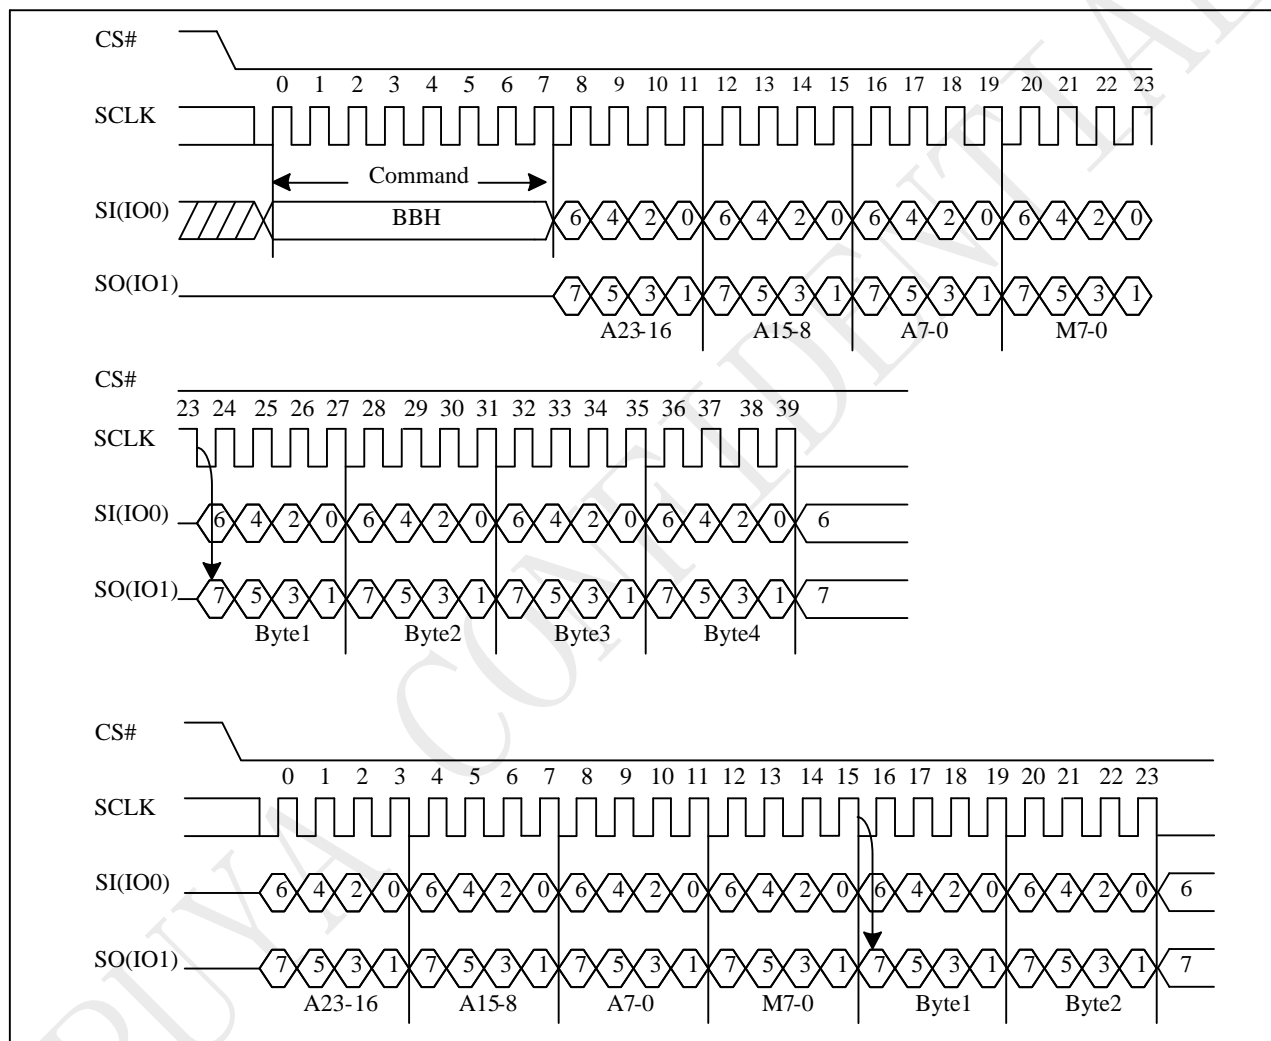 CS#
0 1 2 3 4 5 6 7 8 9 10 11 12 13 14 15 16 17 18 19 20 21 22 23
SCLK
Command
SI(IO0) BBH 6 4 2 0 6 4 2 0 6 4 2 0 6 4 2 0
SO(IO1) 7 5 3 1 7 5 3 1 7 5 3 1 7 5 3 1
A23-16 A15-8 A7-0 M7-0
CS#
23 24 25 26 27 28 29 30 31 32 33 34 35 36 37 38 39
SCLK
SI(IO0) 6 4 2 0 6 4 2 0 6 4 2 0 6 4 2 0 6
SO(IO1) 7 5 3 1 7 5 3 1 7 5 3 1 7 5 3 1 7
Byte1 Byte2 Byte3 Byte4
CS#
0 1 2 3 4 5 6 7 8 9 10 11 12 13 14 15 16 17 18 19 20 21 22 23
SCLK
SI(IO0) 6 4 2 0 6 4 2 0 6 4 2 0 6 4 2 0 6 4 2 0 6 4 2 0 6
SO(IO1) 7 5 3 1 7 5 3 1 7 5 3 1 7 5 3 1 7 5 3 1 7 5 3 1 7
A23-16 A15-8 A7-0 M7-0 Byte1 Byte2
PUYA CONFIDENTIAL